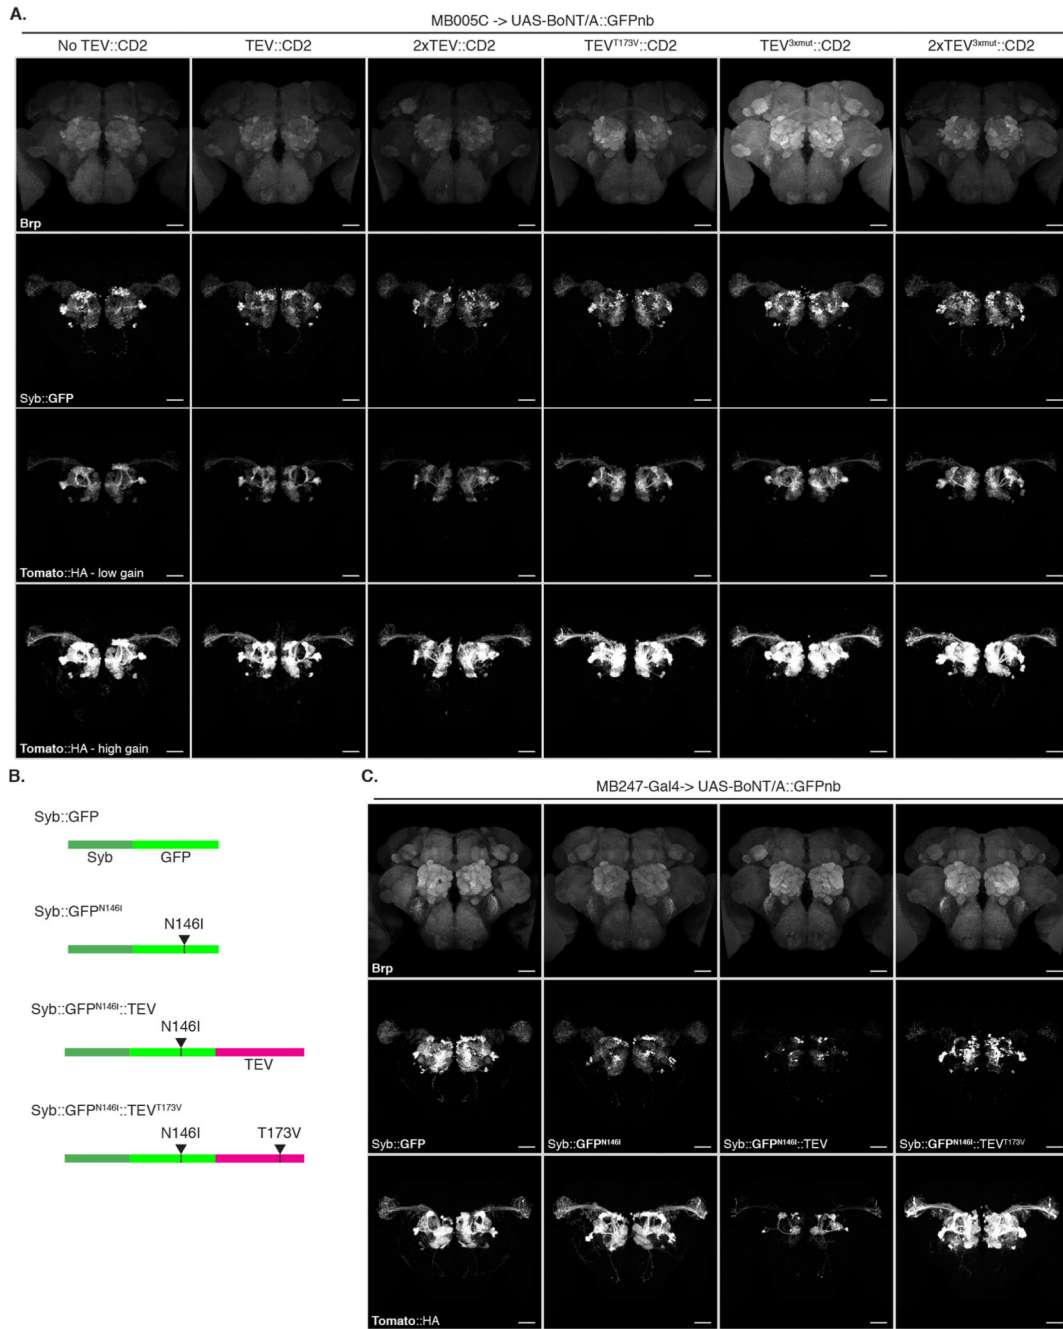 A.
MB005C -> UAS-BoNT/A::GFPnb
No TEV::CD2 TEV::CD2 2xTEV::CD2 TEVT173V::CD2 TEV3xmut::CD2 2xTEV3xmut::CD2
Brp
Syb::GFP
Tomato::HA - low gain
Tomato::HA - high gain
B.
Syb::GFP
Syb GFP
Syb::GFPN146I
N146I
Syb::GFPN146I::TEV
N146I
TEV
Syb::GFPN146I::TEVT173V
N146I T173V
C.
MB247-Gal4-> UAS-BoNT/A::GFPnb
Brp
Syb::GFP Syb::GFPN146I Syb::GFPN146I::TEV Syb::GFPN146I::TEVT173V
Tomato::HA